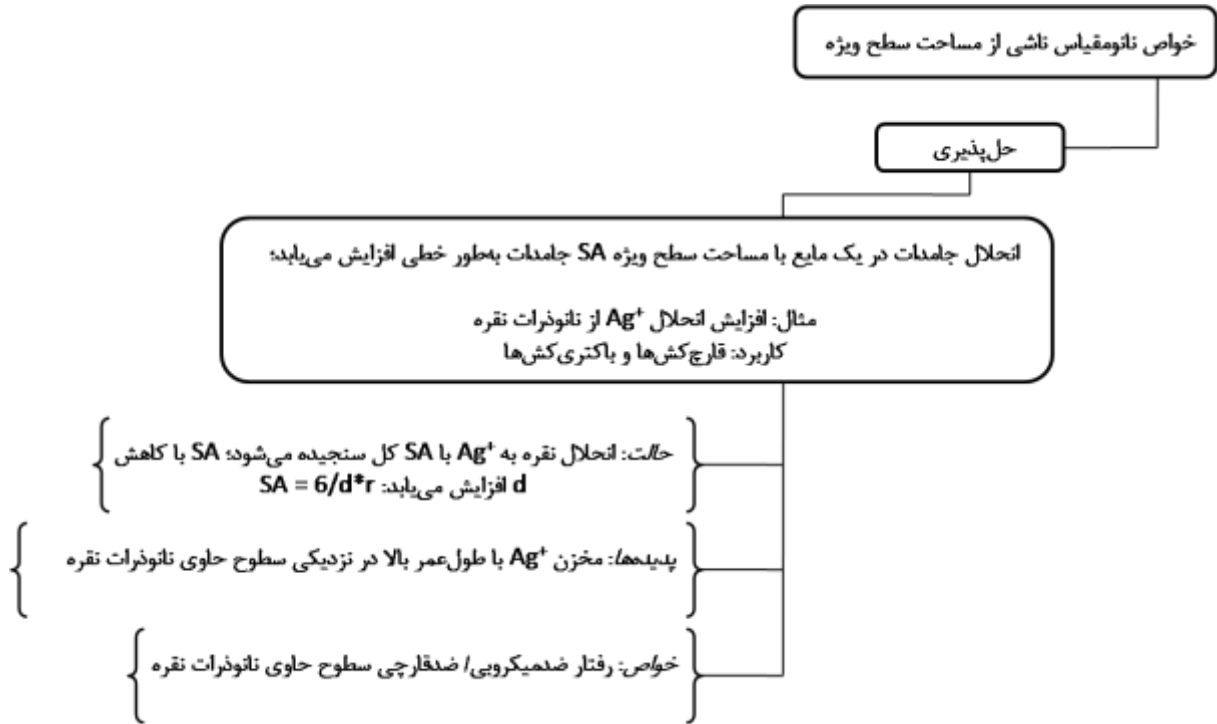 خواص نانومقیاس ناشی از مساحت سطح ویژه
حل‌پذیری
انحلال جامدات در یک مایع با مساحت سطح ویژه SA جامدات به‌طور خطی افزایش می‌یابد؛
مثال: افزایش انحلال Ag⁺ از نانوذرات نقره
کاربرد: قارچ‌کش‌ها و باکتری‌کش‌ها
حالت: انحلال نقره به Ag⁺ با SA کل سنجیده می‌شود؛ SA با کاهش
d افزایش می‌یابد: SA = 6/d*r
پدیده‌ها: مخزن Ag⁺ با طول‌عمر بالا در نزدیکی سطوح حاوی نانوذرات نقره
خواص: رفتار ضدمیکروبی/ ضدقارچی سطوح حاوی نانوذرات نقره